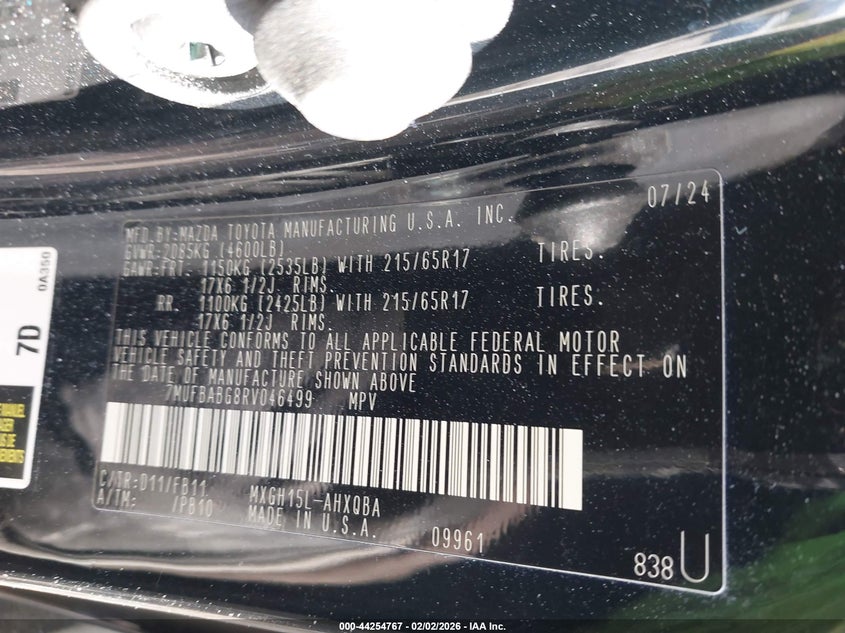 MFD BY-MAZDA TOYOTA MANUFACTURING U.S.A. INC. 07/24
GVWR:2085KG (4600LB)
GAWR:FRT. 1150KG (2535LB) WITH 215/65R17 TIRES.
17X6 1/2J RIMS.
RR. 1100KG (2425LB) WITH 215/65R17 TIRES.
17X6 1/2J RIMS.
THIS VEHICLE CONFORMS TO ALL APPLICABLE FEDERAL MOTOR
VEHICLE SAFETY AND THEFT PREVENTION STANDARDS IN EFFECT ON
THE DATE OF MANUFACTURE SHOWN ABOVE
7MUFBABG8RV046499 MPV
C/TR:D11/FB11 MXGH15L-AHXQBA
A/TM: /PB10 MADE IN U.S.A. 09961
838U
7D
0A350
000-44254767 - 02/02/2026 - IAA Inc.